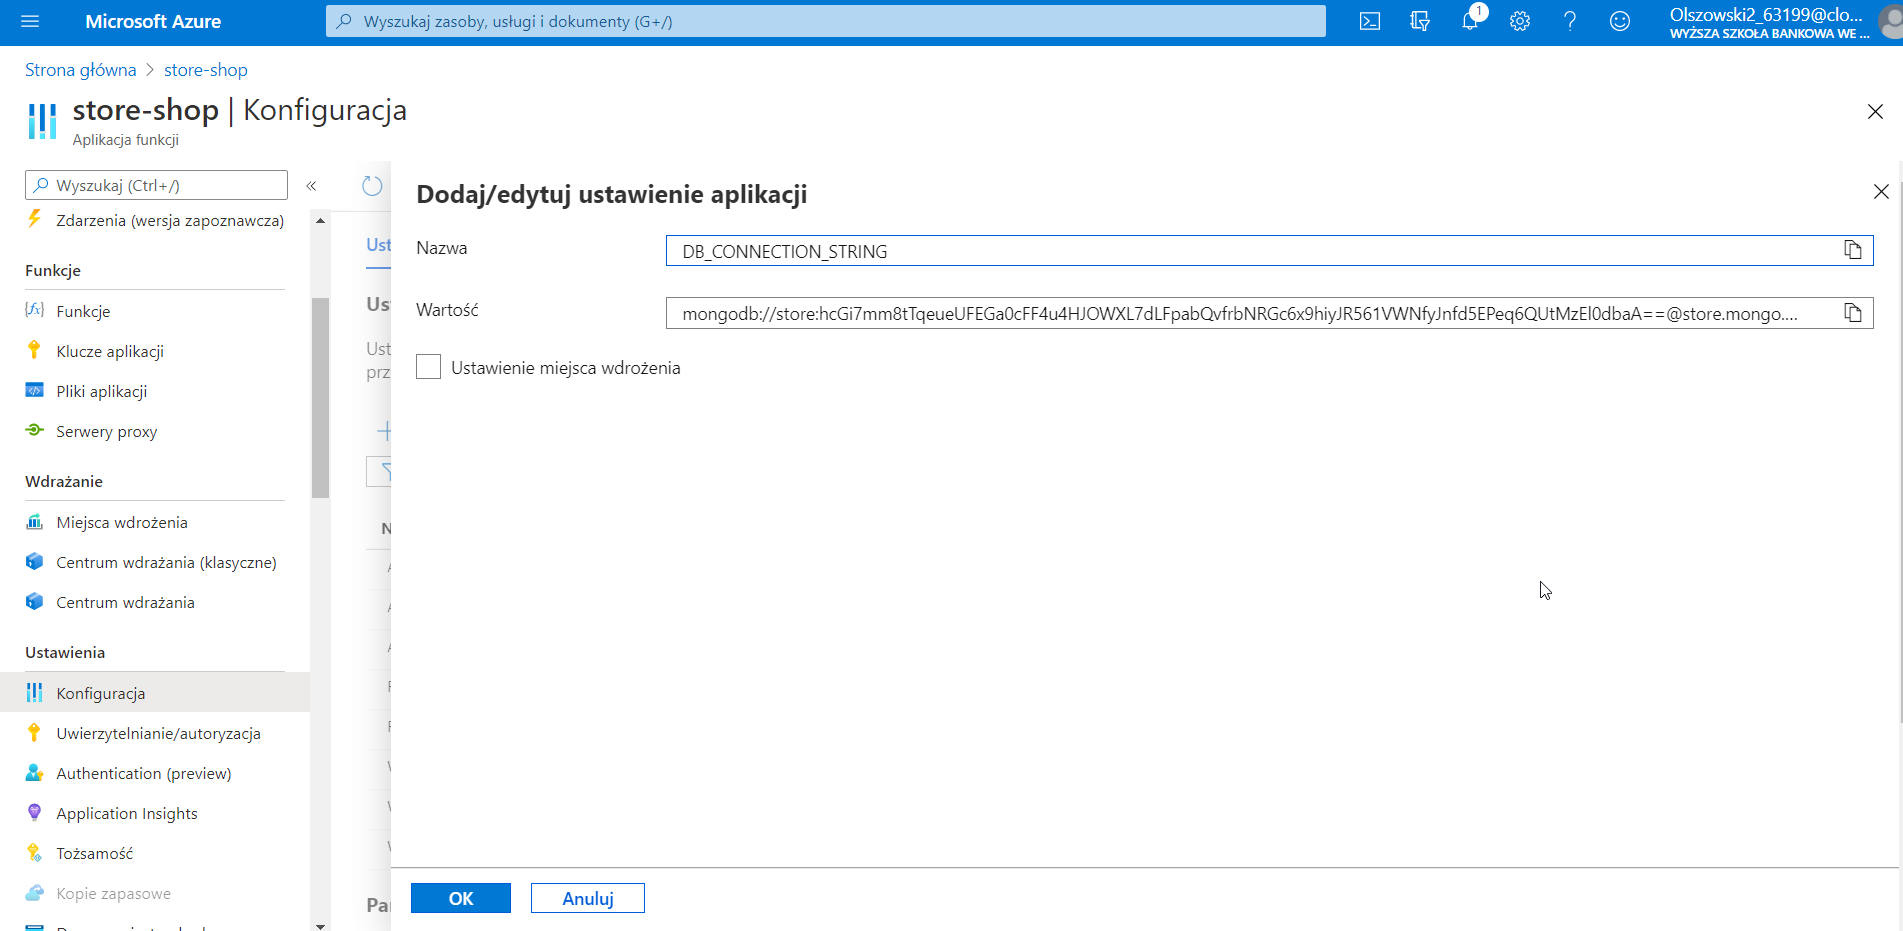 Microsoft Azure
Wyszukaj zasoby, usługi i dokumenty (G+/)
1
Olszowski2_63199@clo...
WYŻSZA SZKOŁA BANKOWA WE ...
Strona główna > store-shop
store-shop | Konfiguracja
Aplikacja funkcji
Wyszukaj (Ctrl+/)
«
Zdarzenia (wersja zapoznawcza)
Funkcje
Funkcje
Klucze aplikacji
Pliki aplikacji
Serwery proxy
Wdrażanie
Miejsca wdrożenia
Centrum wdrażania (klasyczne)
Centrum wdrażania
Ustawienia
Konfiguracja
Uwierzytelnianie/autoryzacja
Authentication (preview)
Application Insights
Tożsamość
Kopie zapasowe
Ust
Ust
prz
Dodaj/edytuj ustawienie aplikacji
Nazwa
DB_CONNECTION_STRING
Wartość
mongodb://store:hcGi7mm8tTqeueUFEGa0cFF4u4HJOWXL7dLFpabQvfrbNRGc6x9hiyJR561VWNfyJnfd5EPeq6QUtMzEl0dbaA==@store.mongo....
Ustawienie miejsca wdrożenia
OK
Anuluj